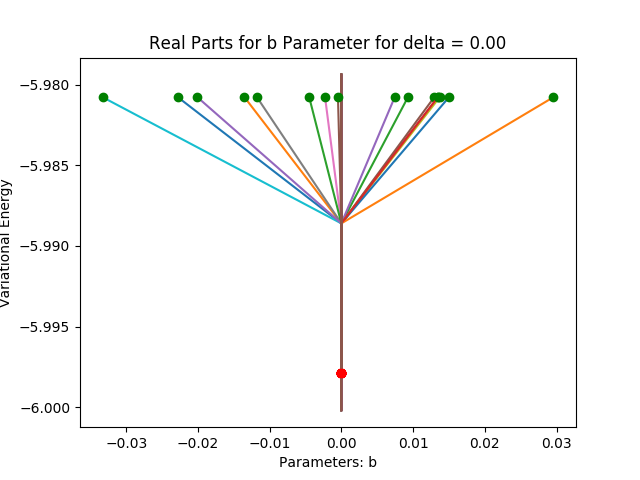 Real Parts for b Parameter for delta = 0.00
Variational Energy
−5.980
−5.985
−5.990
−5.995
−6.000
−0.03 −0.02 −0.01 0.00 0.01 0.02 0.03
Parameters: b